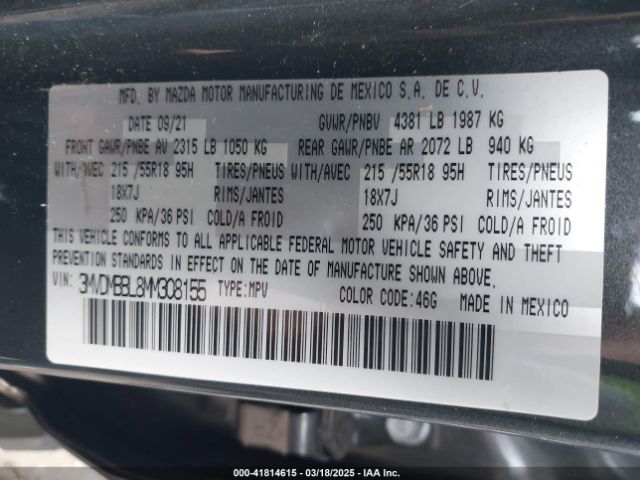 MFD. BY MAZDA MOTOR MANUFACTURING DE MEXICO S.A. DE C.V.
DATE 09/21 GVWR/PNBV 4381 LB 1987 KG
FRONT GAWR/PNBE AV 2315 LB 1050 KG REAR GAWR/PNBE AR 2072 LB 940 KG
WITH/AVEC 215 /55R18 95H TIRES/PNEUS WITH/AVEC 215 /55R18 95H TIRES/PNEUS
18X7J RIMS/JANTES 18X7J RIMS/JANTES
250 KPA/36 PSI COLD/A FROID 250 KPA/36 PSI COLD/A FROID
THIS VEHICLE CONFORMS TO ALL APPLICABLE FEDERAL MOTOR VEHICLE SAFETY AND THEFT
PREVENTION STANDARDS IN EFFECT ON THE DATE OF MANUFACTURE SHOWN ABOVE.
VIN: 3MVDMBBL8MM308155 TYPE:MPV COLOR CODE:46G MADE IN MEXICO
000-41814615 - 03/18/2025 - IAA Inc.